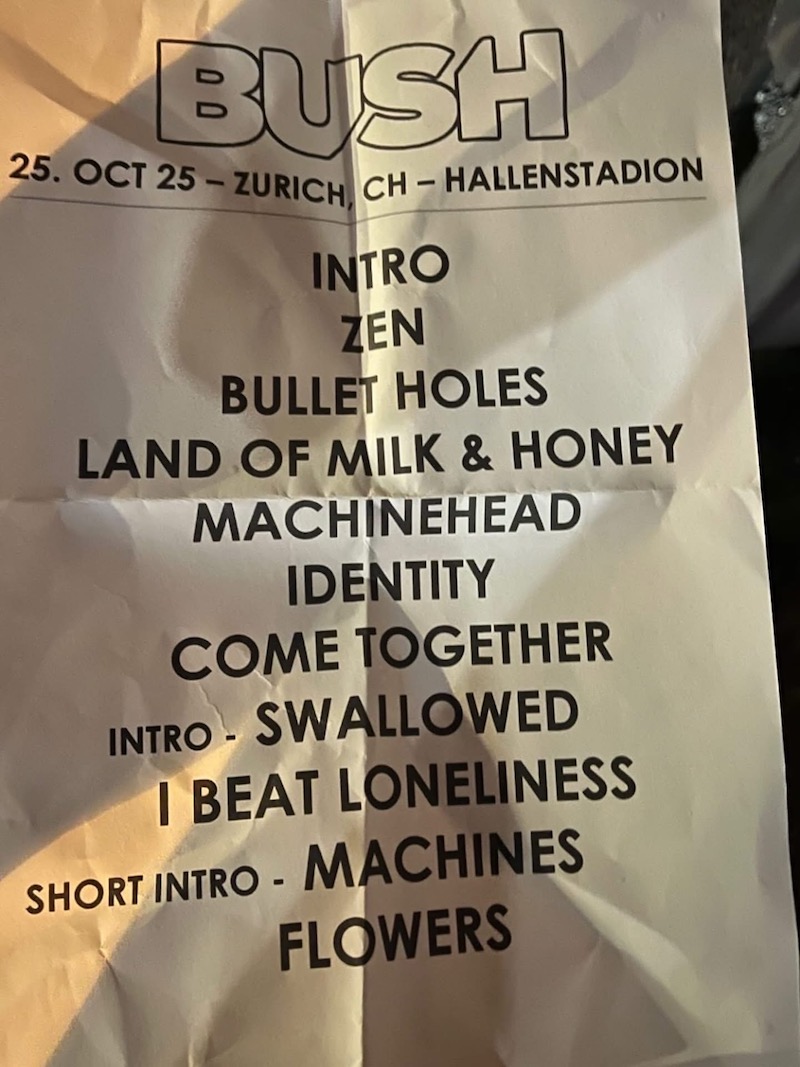 BUSH
25. OCT 25 – ZURICH, CH – HALLENSTADION
INTRO
ZEN
BULLET HOLES
LAND OF MILK & HONEY
MACHINEHEAD
IDENTITY
COME TOGETHER
INTRO - SWALLOWED
I BEAT LONELINESS
SHORT INTRO - MACHINES
FLOWERS